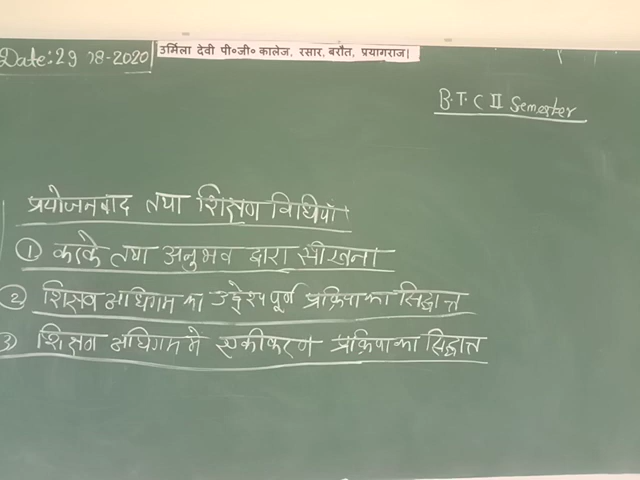 Date: 29-8-2020
उर्मिला देवी पी०जी० कालेज, रसार, बरौत, प्रयागराज।
B.T.C II Semester
प्रयोजनवाद तथा शिक्षण विधियाँ
① करके तथा अनुभव द्वारा सीखना
② शिक्षण अधिगम का उद्देश्यपूर्ण प्रक्रिया का सिद्धान्त
③ शिक्षण अधिगम मे एकीकरण प्रक्रिया का सिद्धान्त